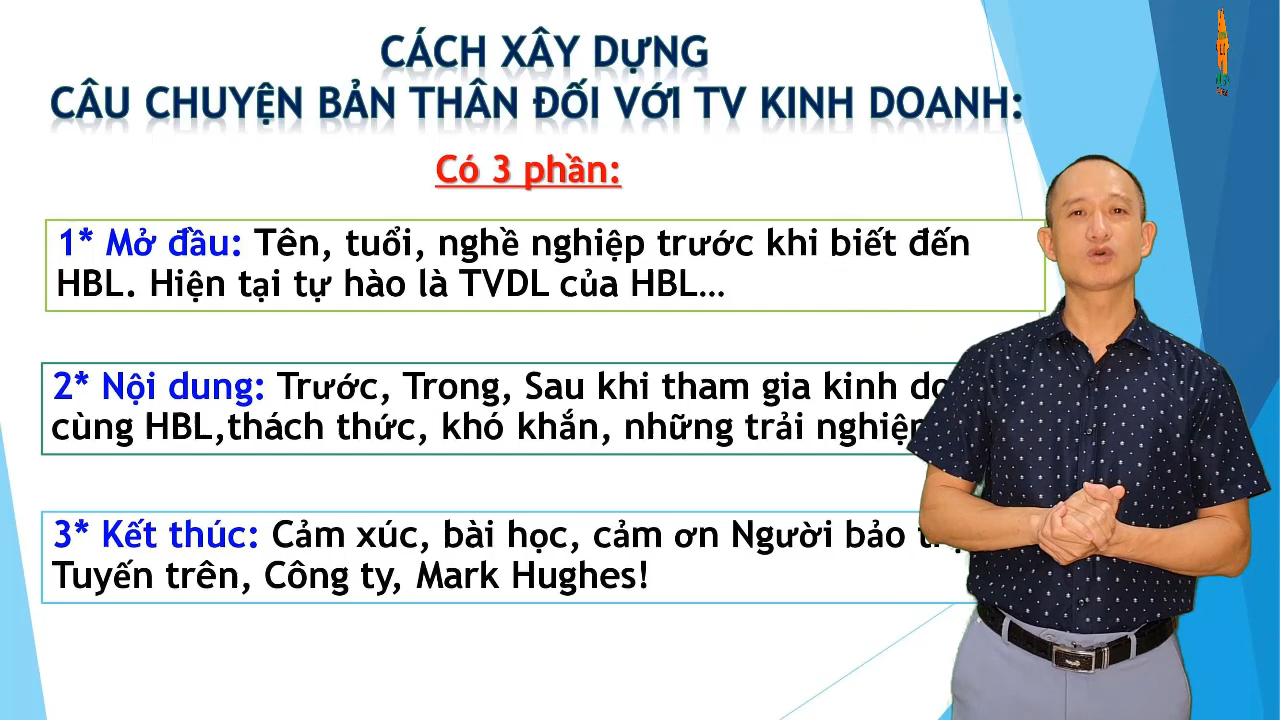 CÁCH XÂY DỰNG
CÂU CHUYỆN BẢN THÂN ĐỐI VỚI TV KINH DOANH:
Có 3 phần:
1* Mở đầu: Tên, tuổi, nghề nghiệp trước khi biết đến
HBL. Hiện tại tự hào là TVDL của HBL…
2* Nội dung: Trước, Trong, Sau khi tham gia kinh
cùng HBL,thách thức, khó khắn, những trải nghiệm
3* Kết thúc: Cảm xúc, bài học, cảm ơn Người bảo
Tuyến trên, Công ty, Mark Hughes!